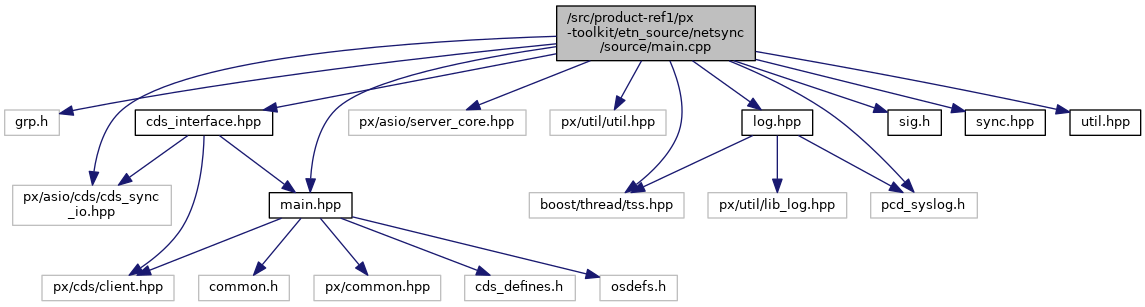 /src/product-ref1/px
-toolkit/etn_source/netsync
/source/main.cpp
grp.h
cds_interface.hpp
px/asio/server_core.hpp
px/util/util.hpp
log.hpp
sig.h
sync.hpp
util.hpp
px/asio/cds/cds_sync
_io.hpp
main.hpp
boost/thread/tss.hpp
px/util/lib_log.hpp
pcd_syslog.h
px/cds/client.hpp
common.h
px/common.hpp
cds_defines.h
osdefs.h